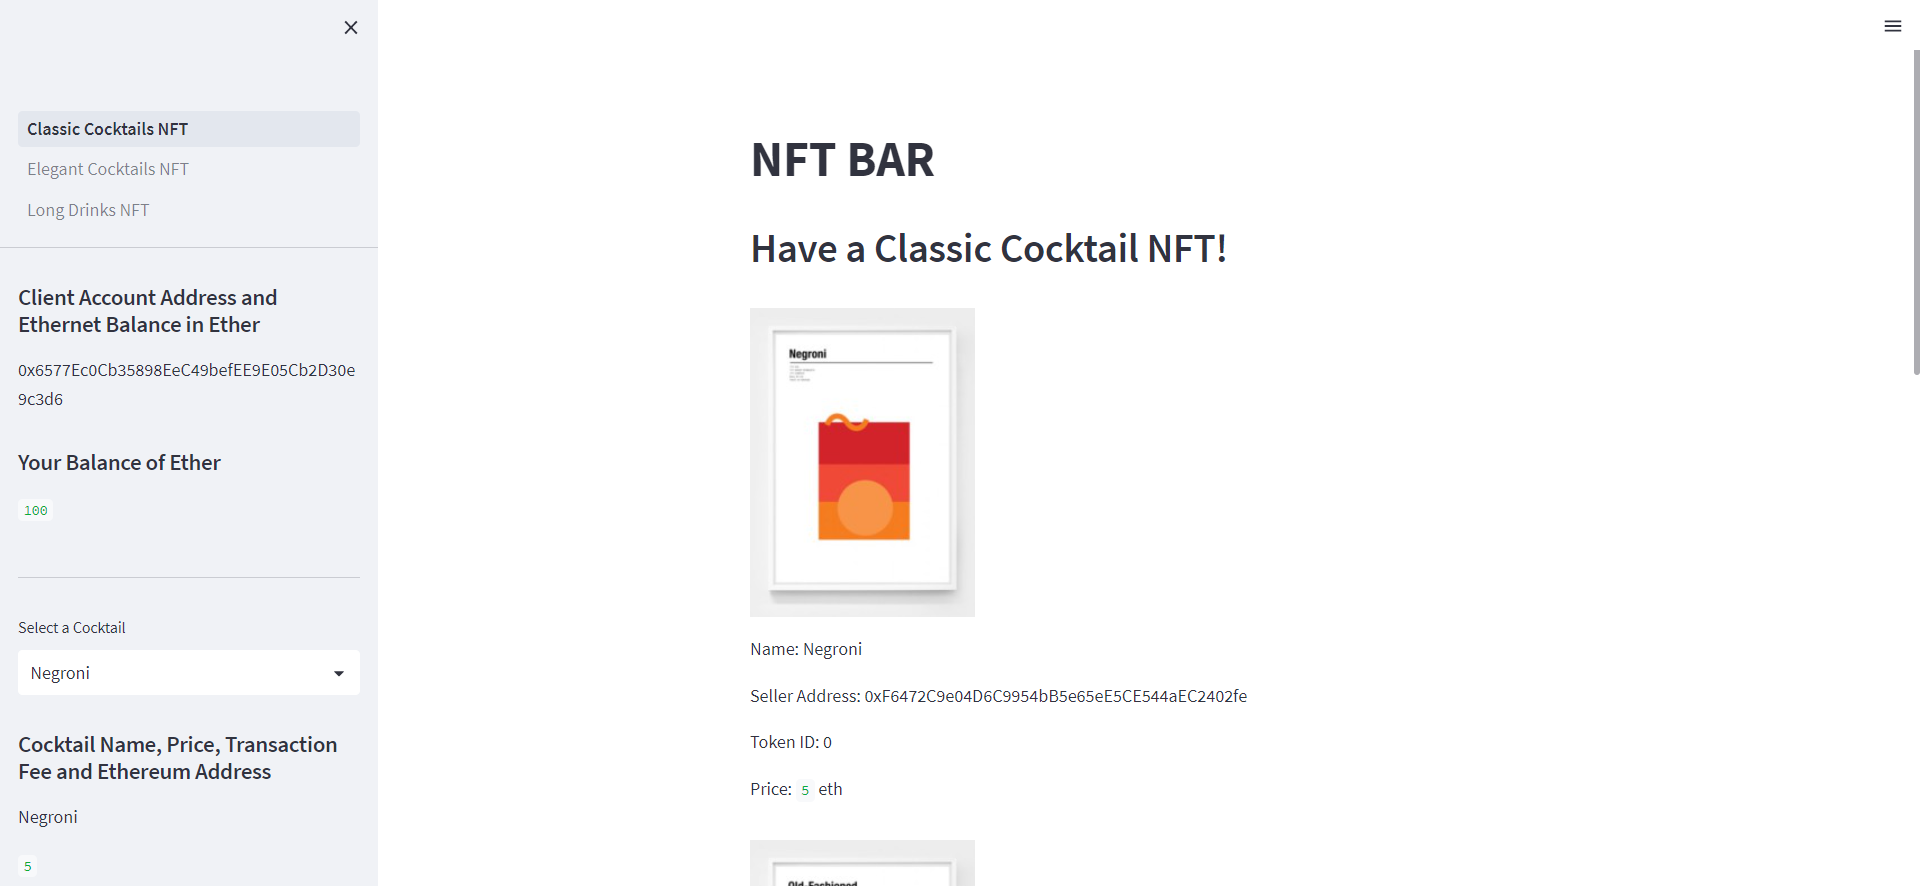 Classic Cocktails NFT
Elegant Cocktails NFT
Long Drinks NFT
Client Account Address and
Ethernet Balance in Ether
0x6577Ec0Cb35898EeC49befEE9E05Cb2D30e
9c3d6
Your Balance of Ether
100
Select a Cocktail
Negroni
Cocktail Name, Price, Transaction
Fee and Ethereum Address
Negroni
5
NFT BAR
Have a Classic Cocktail NFT!
Negroni
Name: Negroni
Seller Address: 0xF6472C9e04D6C9954bB5e65eE5CE544aEC2402fe
Token ID: 0
Price: 5 eth
Old-Fashioned